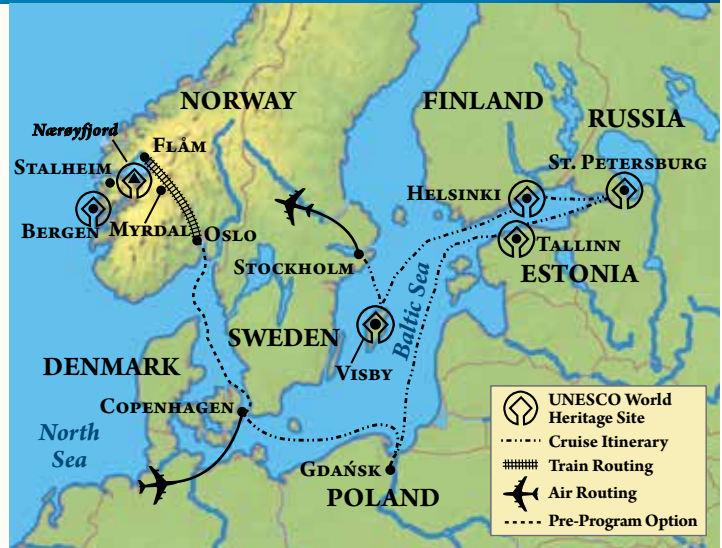 NORWAY
FINLAND
RUSSIA
Nærøyfjord
FLÅM
STALHEIM
ST. PETERSBURG
HELSINKI
BERGEN
MYRDAL
OSLO
TALLINN
STOCKHOLM
ESTONIA
Baltic Sea
SWEDEN
VISBY
DENMARK
COPENHAGEN
North
Sea
GDAŃSK
POLAND
UNESCO World
Heritage Site
Cruise Itinerary
Train Routing
Air Routing
Pre-Program Option